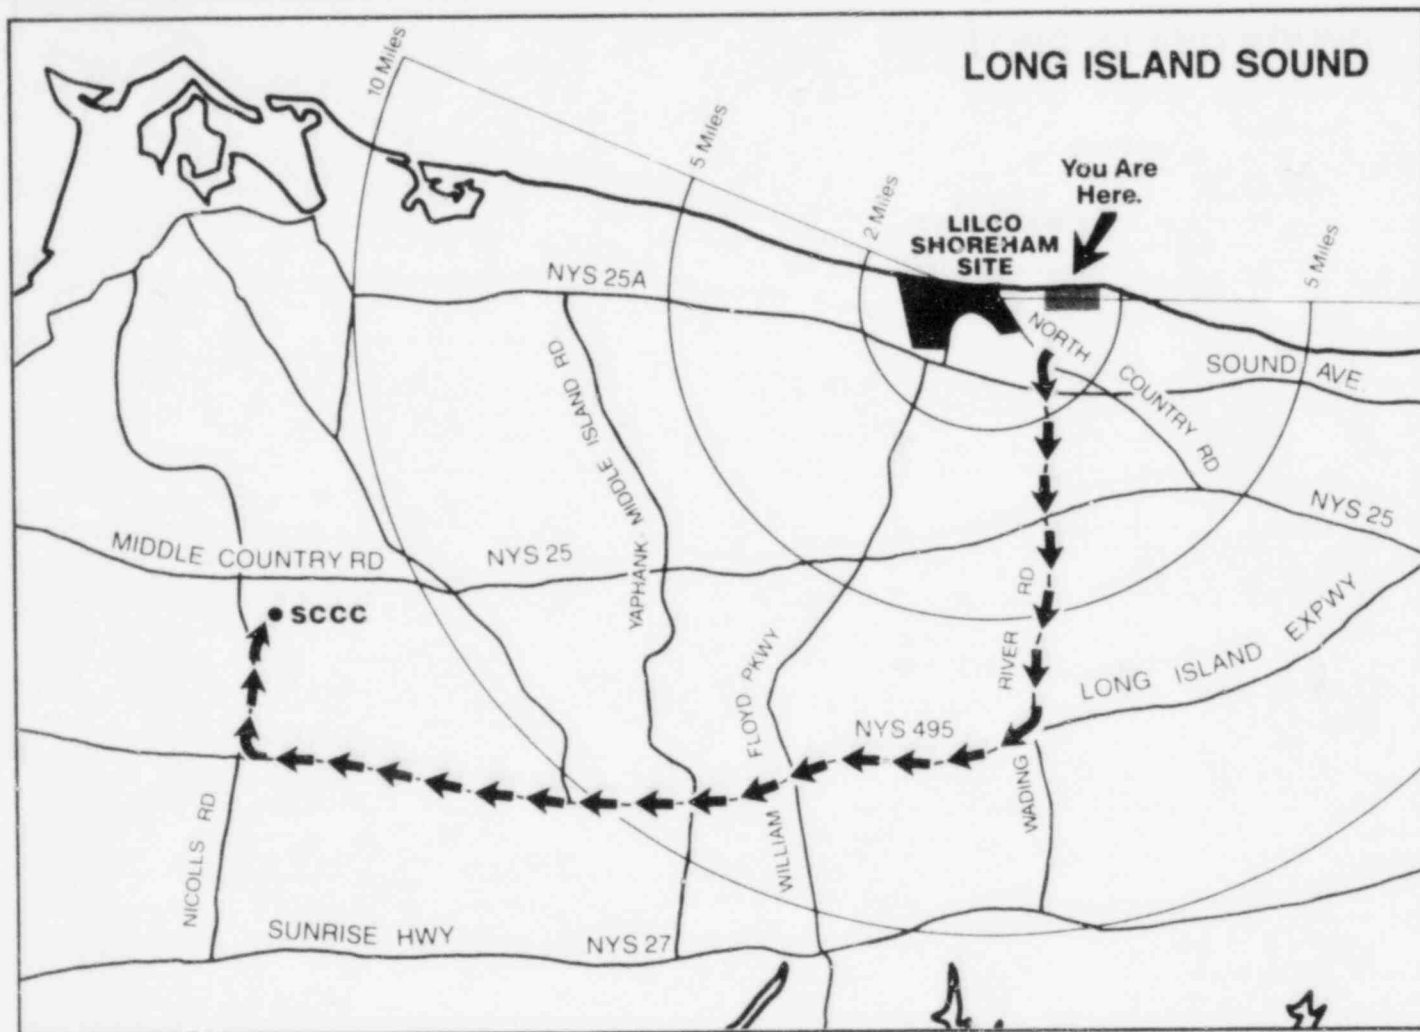 LONG ISLAND SOUND
10 Miles
5 Miles
2 Miles
You Are
Here.
LILCO
SHOREHAM
SITE
5 Miles
NYS 25A
NORTH
COUNTRY RD
SOUND AVE.
MIDDLE ISLAND RD
YAPHANK
MIDDLE COUNTRY RD
NYS 25
NYS 25
SCCC
RIVER RD
WADING
LONG ISLAND EXPWY
FLOYD PKWY
WILLIAM
NYS 495
NICOLLS RD
SUNRISE HWY
NYS 27